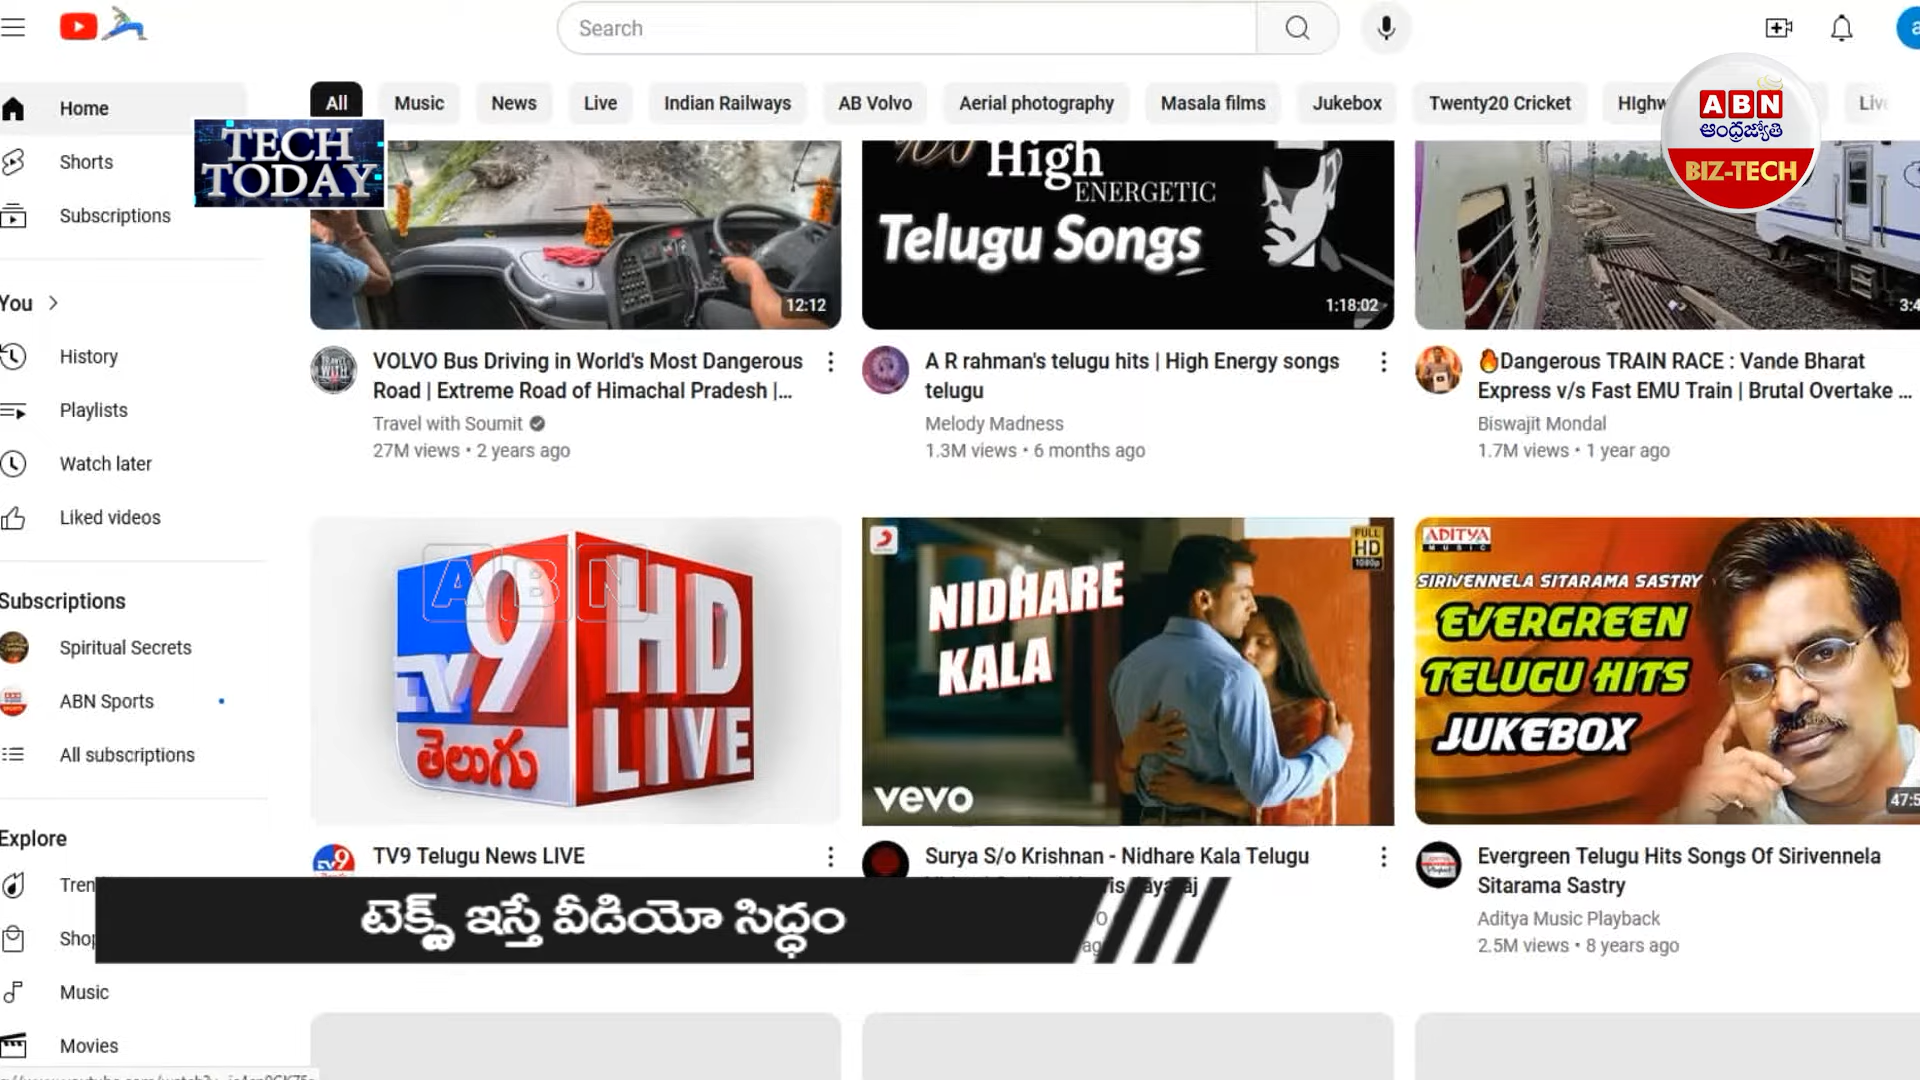 Search
Home
Shorts
Subscriptions
You
History
Playlists
Watch later
Liked videos
Subscriptions
Spiritual Secrets
ABN Sports
All subscriptions
Explore
Music
Movies
TECH
TODAY
All
Music
News
Live
Indian Railways
AB Volvo
Aerial photography
Masala films
Jukebox
Twenty20 Cricket
ABN
ఆంధ్రజ్యోతి
BIZ-TECH
12:12
VOLVO Bus Driving in World's Most Dangerous
Road | Extreme Road of Himachal Pradesh |...
Travel with Soumit
27M views • 2 years ago
High
ENERGETIC
Telugu Songs
1:18:02
A R rahman's telugu hits | High Energy songs
telugu
Melody Madness
1.3M views • 6 months ago
🔥Dangerous TRAIN RACE : Vande Bharat
Express v/s Fast EMU Train | Brutal Overtake ...
Biswajit Mondal
1.7M views • 1 year ago
ABN
TV9
తెలుగు
HD
LIVE
TV9 Telugu News LIVE
FULL
HD
1080p
NIDHARE
KALA
vevo
Surya S/o Krishnan - Nidhare Kala Telugu
ADITYA
MUSIC
SIRIVENNELA SITARAMA SASTRY
EVERGREEN
TELUGU HITS
JUKEBOX
Evergreen Telugu Hits Songs Of Sirivennela
Sitarama Sastry
Aditya Music Playback
2.5M views • 8 years ago
టెక్ట్స్ ఇస్తే వీడియో సిద్ధం